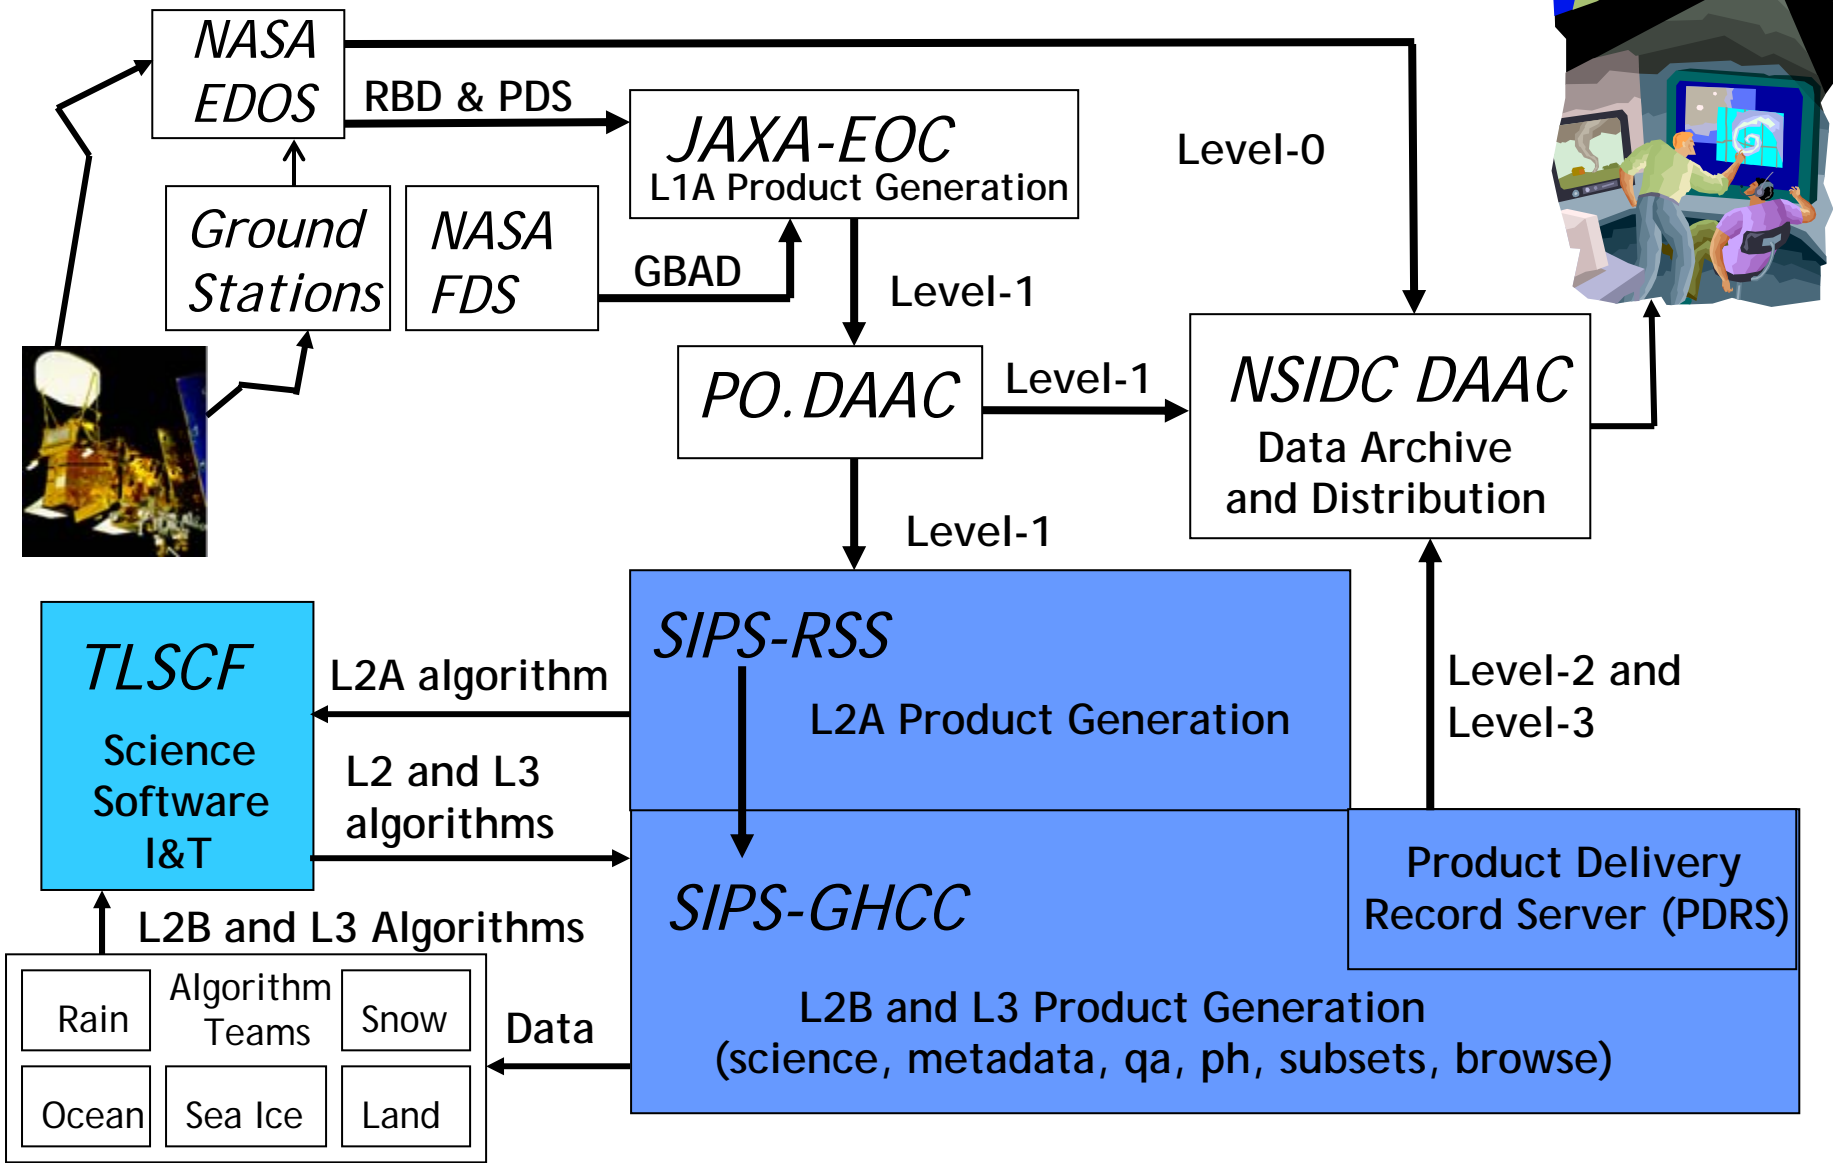 NASA
EDOS
RBD & PDS
JAXA-EOC
L1A Product Generation
Level-0
Ground
Stations
NASA
FDS
GBAD
Level-1
PO.DAAC
Level-1
NSIDC DAAC
Data Archive
and Distribution
Level-1
SIPS-RSS
L2A Product Generation
TLSCF
Science
Software
I&T
L2A algorithm
L2 and L3
algorithms
Level-2 and
Level-3
Product Delivery
Record Server (PDRS)
SIPS-GHCC
L2B and L3 Product Generation
(science, metadata, qa, ph, subsets, browse)
L2B and L3 Algorithms
Algorithm
Teams
Rain
Snow
Ocean
Sea Ice
Land
Data